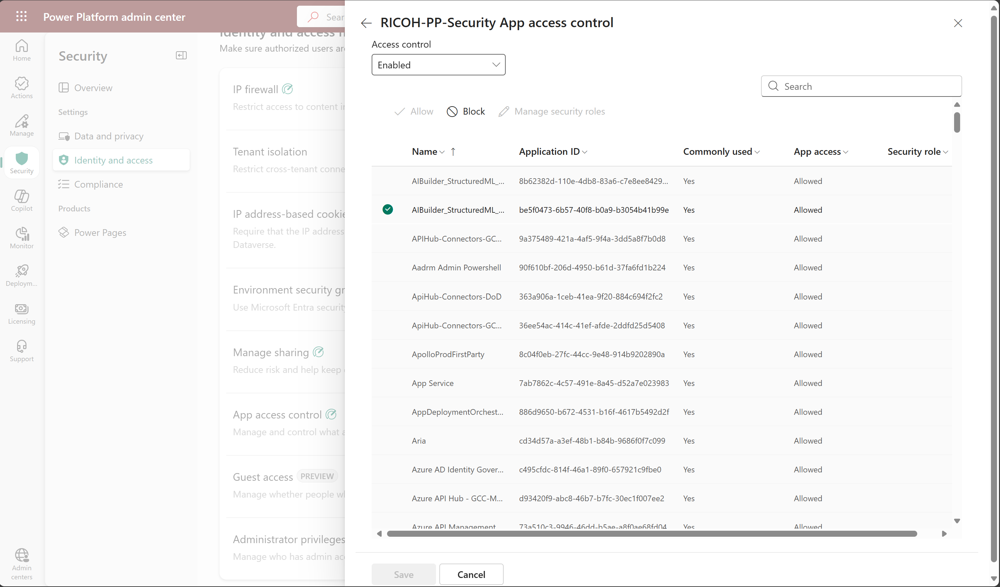 Power Platform admin center
Sear
Home
Actions
Manage
Security
Copilot
Monitor
Deploym...
Licensing
Support
Admin
centers
Security
Overview
Settings
Data and privacy
Identity and access
Compliance
Products
Power Pages
Identity and access m
Make sure authorized users are
IP firewall
Restrict access to content in
Tenant isolation
Restrict cross-tenant conne
IP address-based cookie
Require that the IP address
Dataverse.
Environment security gr
Use Microsoft Entra security
Manage sharing
Reduce risk and help keep
App access control
Manage and control what a
Guest access PREVIEW
Manage whether people wh
Administrator privileges
Manage who has admin acc
RICOH-PP-Security App access control
Access control
Enabled
Search
Allow Block Manage security roles
Name Application ID Commonly used App access Security role
AIBuilder_StructuredML_... 8b62382d-110e-4db8-83a6-c7e8ee8429... Yes Allowed
AIBuilder_StructuredML_... be5f0473-6b57-40f8-b0a9-b3054b41b99e Yes Allowed
APIHub-Connectors-GC... 9a375489-421a-4af5-9f4a-3dd5a8f7b0d8 Yes Allowed
Aadrm Admin Powershell 90f610bf-206d-4950-b61d-37fa6fd1b224 Yes Allowed
ApiHub-Connectors-DoD 363a906a-1ceb-41ea-9f20-884c694f2fc2 Yes Allowed
ApiHub-Connectors-GC... 36ee54ac-414c-41ef-afde-2ddfd25d5408 Yes Allowed
ApolloProdFirstParty 8c04f0eb-27fc-44cc-9e48-914b9202890a Yes Allowed
App Service 7ab7862c-4c57-491e-8a45-d52a7e023983 Yes Allowed
AppDeploymentOrchest... 886d9650-b672-4531-b16f-4617b5492d2f Yes Allowed
Aria cd34d57a-a3ef-48b1-b84b-9686f0f7c099 Yes Allowed
Azure AD Identity Gover... c495cfdc-814f-46a1-89f0-657921c9fbe0 Yes Allowed
Azure API Hub - GCC-M... d93420f9-abc8-46b7-b7fc-30ec1f007ee2 Yes Allowed
Azure API Management 73a510c3-9946-46dd-b5ae-a8f0ae68fd04 Yes Allowed
Save Cancel